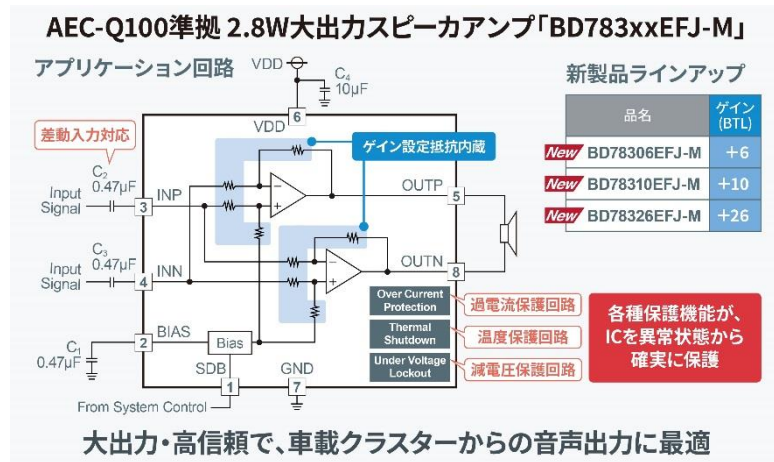 AEC-Q100準拠 2.8W大出力スピーカアンプ「BD783xxEFJ-M」
アプリケーション回路
VDD
C4
10μF
6
VDD
差動入力対応
ゲイン設定抵抗内蔵
C2
0.47μF
Input
Signal
3
INP
OUTP
5
C3
0.47μF
Input
Signal
4
INN
OUTN
8
−
+
−
+
BIAS
2
C1
0.47μF
Bias
SDB
1
GND
7
From System Control
Over Current
Protection
過電流保護回路
Thermal
Shutdown
温度保護回路
Under Voltage
Lockout
減電圧保護回路
新製品ラインアップ
品名
ゲイン
(BTL)
New BD78306EFJ-M +6
New BD78310EFJ-M +10
New BD78326EFJ-M +26
各種保護機能が、
ICを異常状態から
確実に保護
大出力・高信頼で、車載クラスターからの音声出力に最適